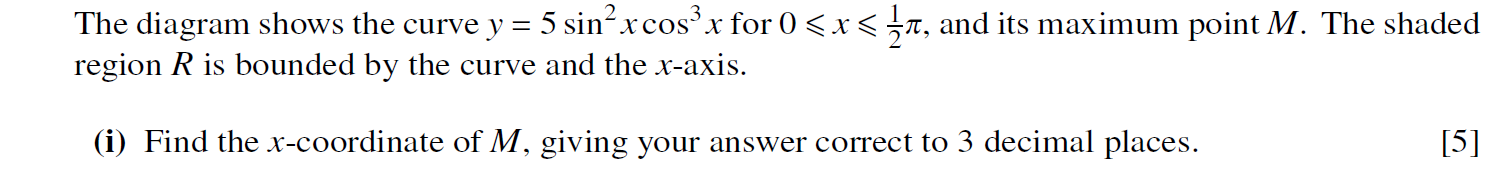 The diagram shows the curve y = 5 sin²x cos³x for 0 ⩽ x ⩽ ½π, and its maximum point M. The shaded
region R is bounded by the curve and the x-axis.
(i) Find the x-coordinate of M, giving your answer correct to 3 decimal places. [5]